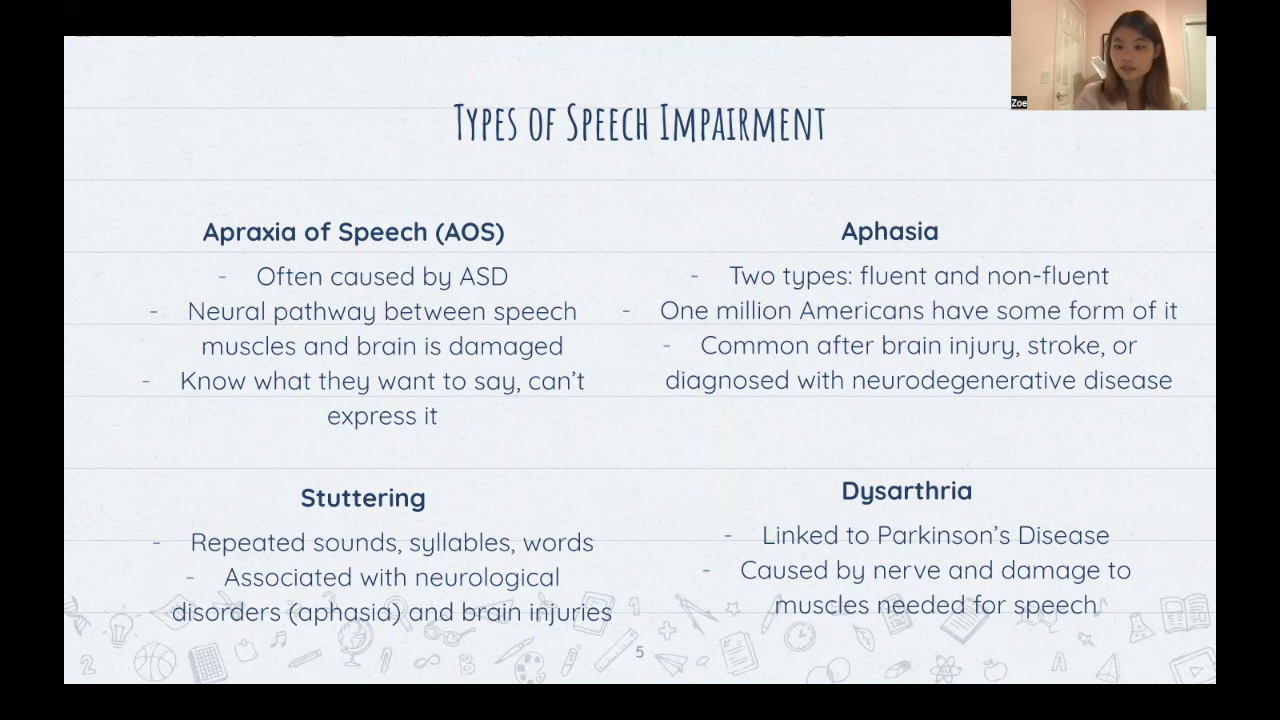 Zoe
Types of Speech Impairment
Apraxia of Speech (AOS)
- Often caused by ASD
- Neural pathway between speech
muscles and brain is damaged
- Know what they want to say, can't
express it
Aphasia
- Two types: fluent and non-fluent
- One million Americans have some form of it
- Common after brain injury, stroke, or
diagnosed with neurodegenerative disease
Stuttering
- Repeated sounds, syllables, words
- Associated with neurological
disorders (aphasia) and brain injuries
Dysarthria
- Linked to Parkinson's Disease
- Caused by nerve and damage to
muscles needed for speech
5